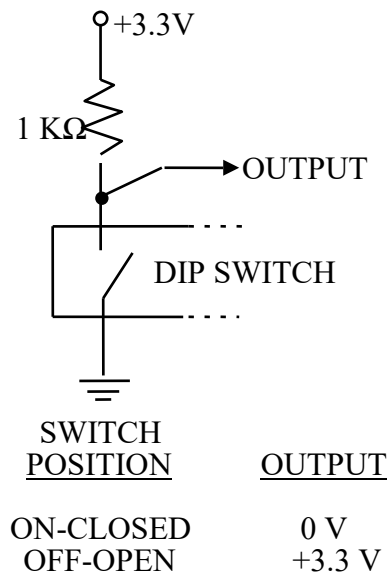 +3.3V
1 KΩ
OUTPUT
DIP SWITCH
SWITCH
POSITION OUTPUT
ON-CLOSED 0 V
OFF-OPEN +3.3 V